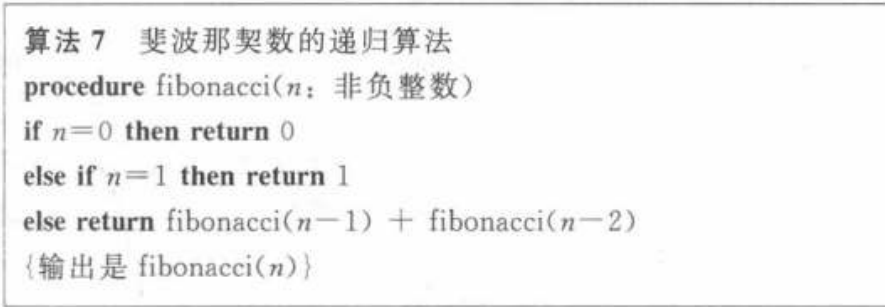 算法 7 斐波那契数的递归算法
procedure fibonacci(n：非负整数)
if n=0 then return 0
else if n=1 then return 1
else return fibonacci(n－1) ＋ fibonacci(n－2)
{输出是 fibonacci(n)}